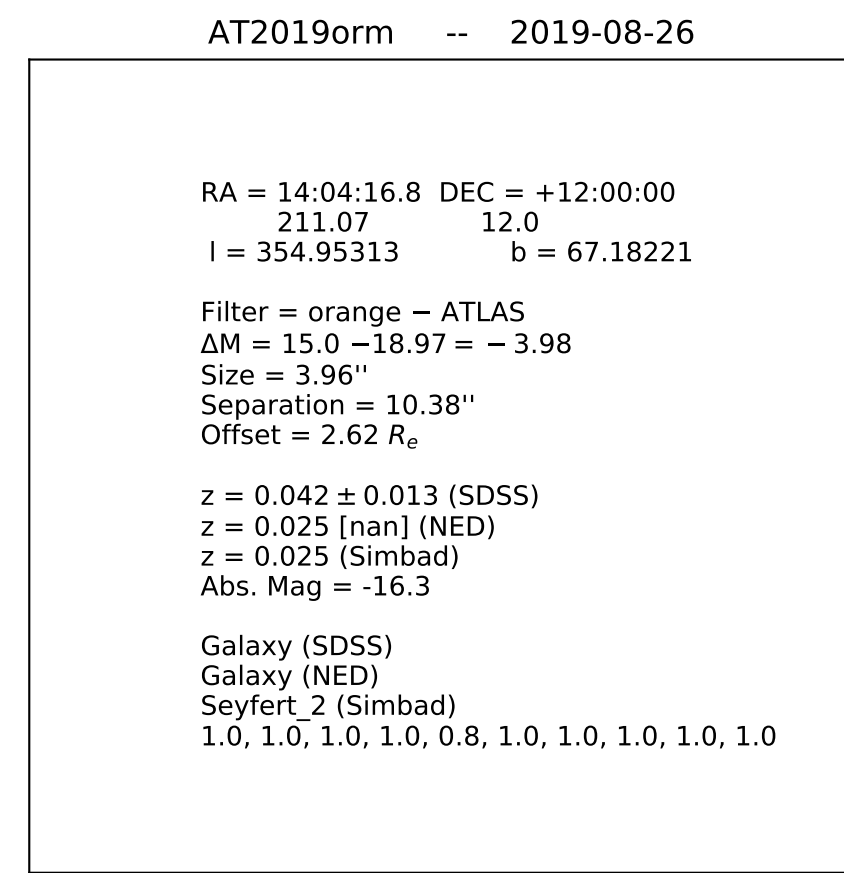 AT2019orm -- 2019-08-26
RA = 14:04:16.8 DEC = +12:00:00
211.07 12.0
l = 354.95313 b = 67.18221
Filter = orange − ATLAS
ΔM = 15.0 −18.97 = − 3.98
Size = 3.96''
Separation = 10.38''
Offset = 2.62 Re
z = 0.042 ± 0.013 (SDSS)
z = 0.025 [nan] (NED)
z = 0.025 (Simbad)
Abs. Mag = -16.3
Galaxy (SDSS)
Galaxy (NED)
Seyfert_2 (Simbad)
1.0, 1.0, 1.0, 1.0, 0.8, 1.0, 1.0, 1.0, 1.0, 1.0